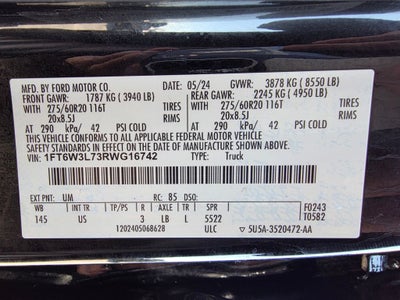 MFD. BY FORD MOTOR CO.
05/24 GVWR: 3878 KG ( 8550 LB)
FRONT GAWR: 1787 KG ( 3940 LB)
REAR GAWR: 2245 KG ( 4950 LB)
275/60R20 116T TIRES
275/60R20 116T TIRES
20x8.5J RIMS
20x8.5J RIMS
AT 290 kPa/ 42 PSI COLD
AT 290 kPa/ 42 PSI COLD
THIS VEHICLE CONFORMS TO ALL APPLICABLE FEDERAL MOTOR VEHICLE
SAFETY STANDARDS IN EFFECT ON THE DATE OF MANUFACTURE SHOWN ABOVE.
VIN: 1FT6W3L73RWG16742
TYPE: Truck
EXT PNT: UM RC: 85 DSO:
WB INT TR TP/PS R AXLE TR SPR
145 3 LB L 5522
F0243
T0582
1202405068628
ULC
5U5A-3520472-AA